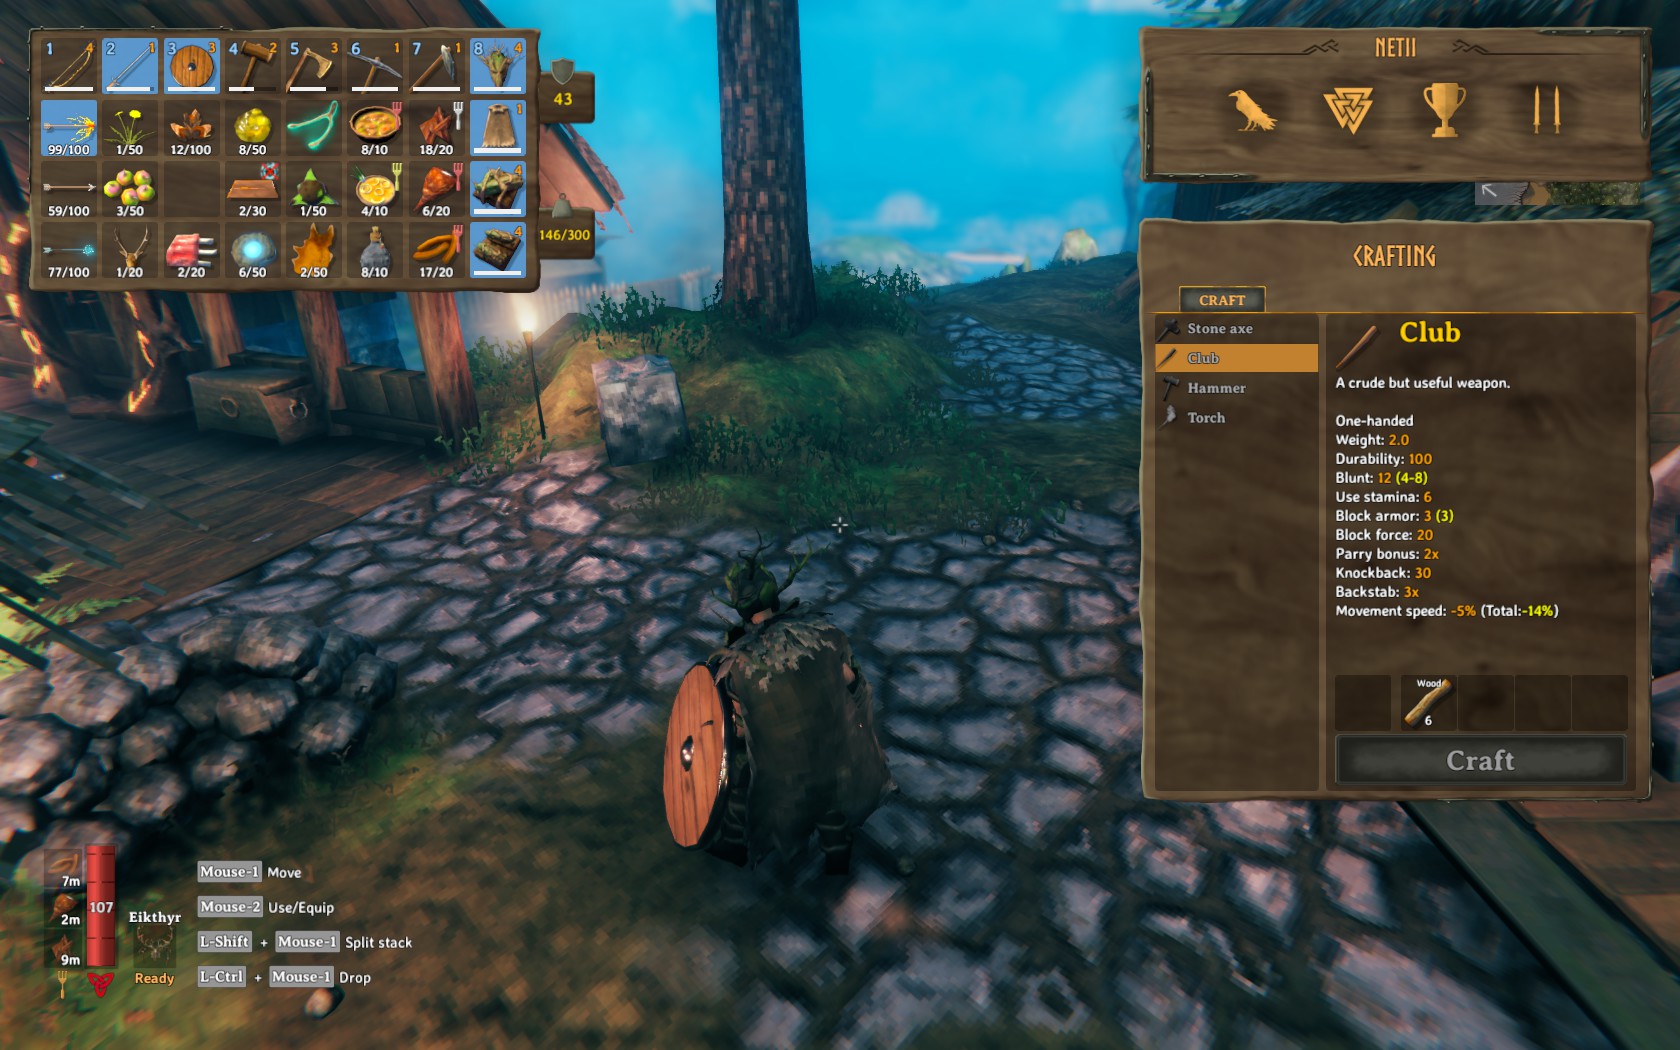 1 4 2 1 3 3 4 2 5 3 6 1 7 1 8 4
43
99/100 1/50 12/100 8/50 8/10 18/20 1
59/100 3/50 2/30 1/50 4/10 6/20 4
146/300
77/100 1/20 2/20 6/50 2/50 8/10 17/20 4
NETII
CRAFTING
CRAFT
Stone axe
Club
Hammer
Torch
Club
A crude but useful weapon.
One-handed
Weight: 2.0
Durability: 100
Blunt: 12 (4-8)
Use stamina: 6
Block armor: 3 (3)
Block force: 20
Parry bonus: 2x
Knockback: 30
Backstab: 3x
Movement speed: -5% (Total:-14%)
Wood
6
Craft
7m
2m
9m
107
Eikthyr
Ready
Mouse-1 Move
Mouse-2 Use/Equip
L-Shift + Mouse-1 Split stack
L-Ctrl + Mouse-1 Drop